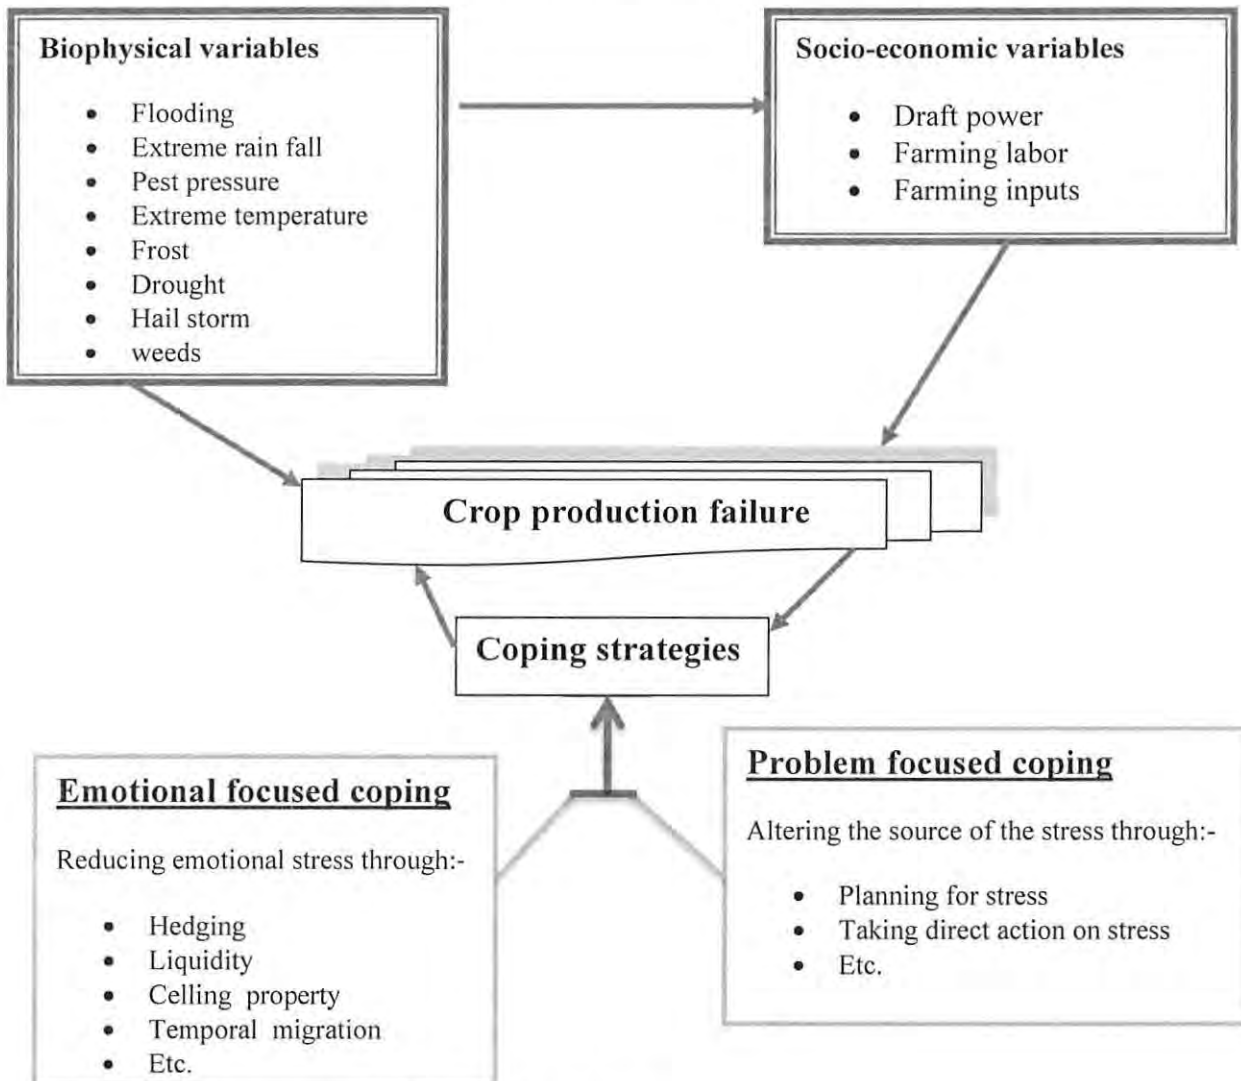 Biophysical variables
• Flooding
• Extreme rain fall
• Pest pressure
• Extreme temperature
• Frost
• Drought
• Hail storm
• weeds
Socio-economic variables
• Draft power
• Farming labor
• Farming inputs
Crop production failure
Coping strategies
Emotional focused coping
Reducing emotional stress through:-
• Hedging
• Liquidity
• Celling property
• Temporal migration
• Etc.
Problem focused coping
Altering the source of the stress through:-
• Planning for stress
• Taking direct action on stress
• Etc.